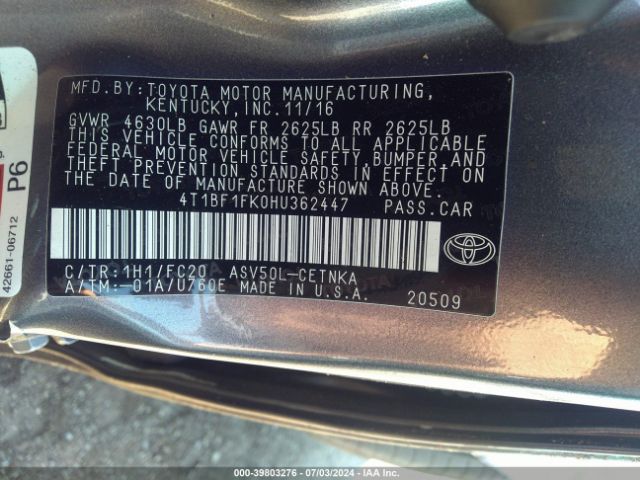 MFD.BY:TOYOTA MOTOR MANUFACTURING,
KENTUCKY,INC.11/16
GVWR 4630LB GAWR FR 2625LB RR 2625LB
THIS VEHICLE CONFORMS TO ALL APPLICABLE
FEDERAL MOTOR VEHICLE SAFETY,BUMPER,AND
THEFT PREVENTION STANDARDS IN EFFECT ON
THE DATE OF MANUFACTURE SHOWN ABOVE.
4T1BF1FK0HU362447 PASS.CAR
C/TR:1H1/FC20 ASV50L-CETNKA
A/TM:-01A/U760E MADE IN U.S.A. 20509
P6
42661-06712
000-39803276 - 07/03/2024 - IAA Inc.